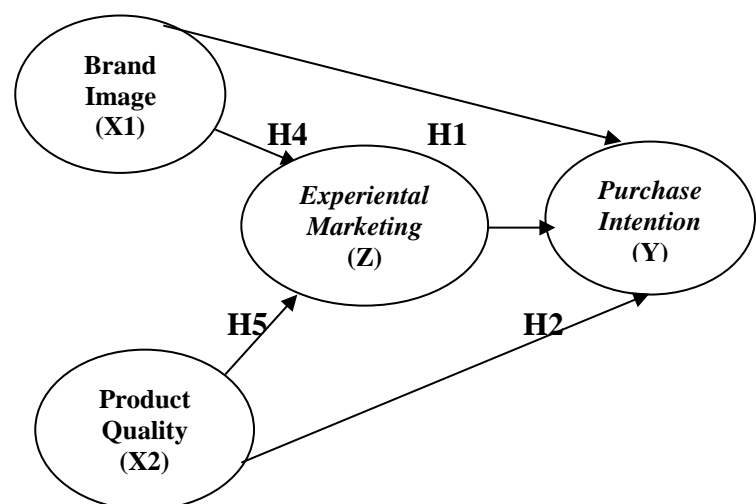 Brand
Image
(X1)
H4
H1
Experiental
Marketing
(Z)
Purchase
Intention
(Y)
H5
H2
Product
Quality
(X2)